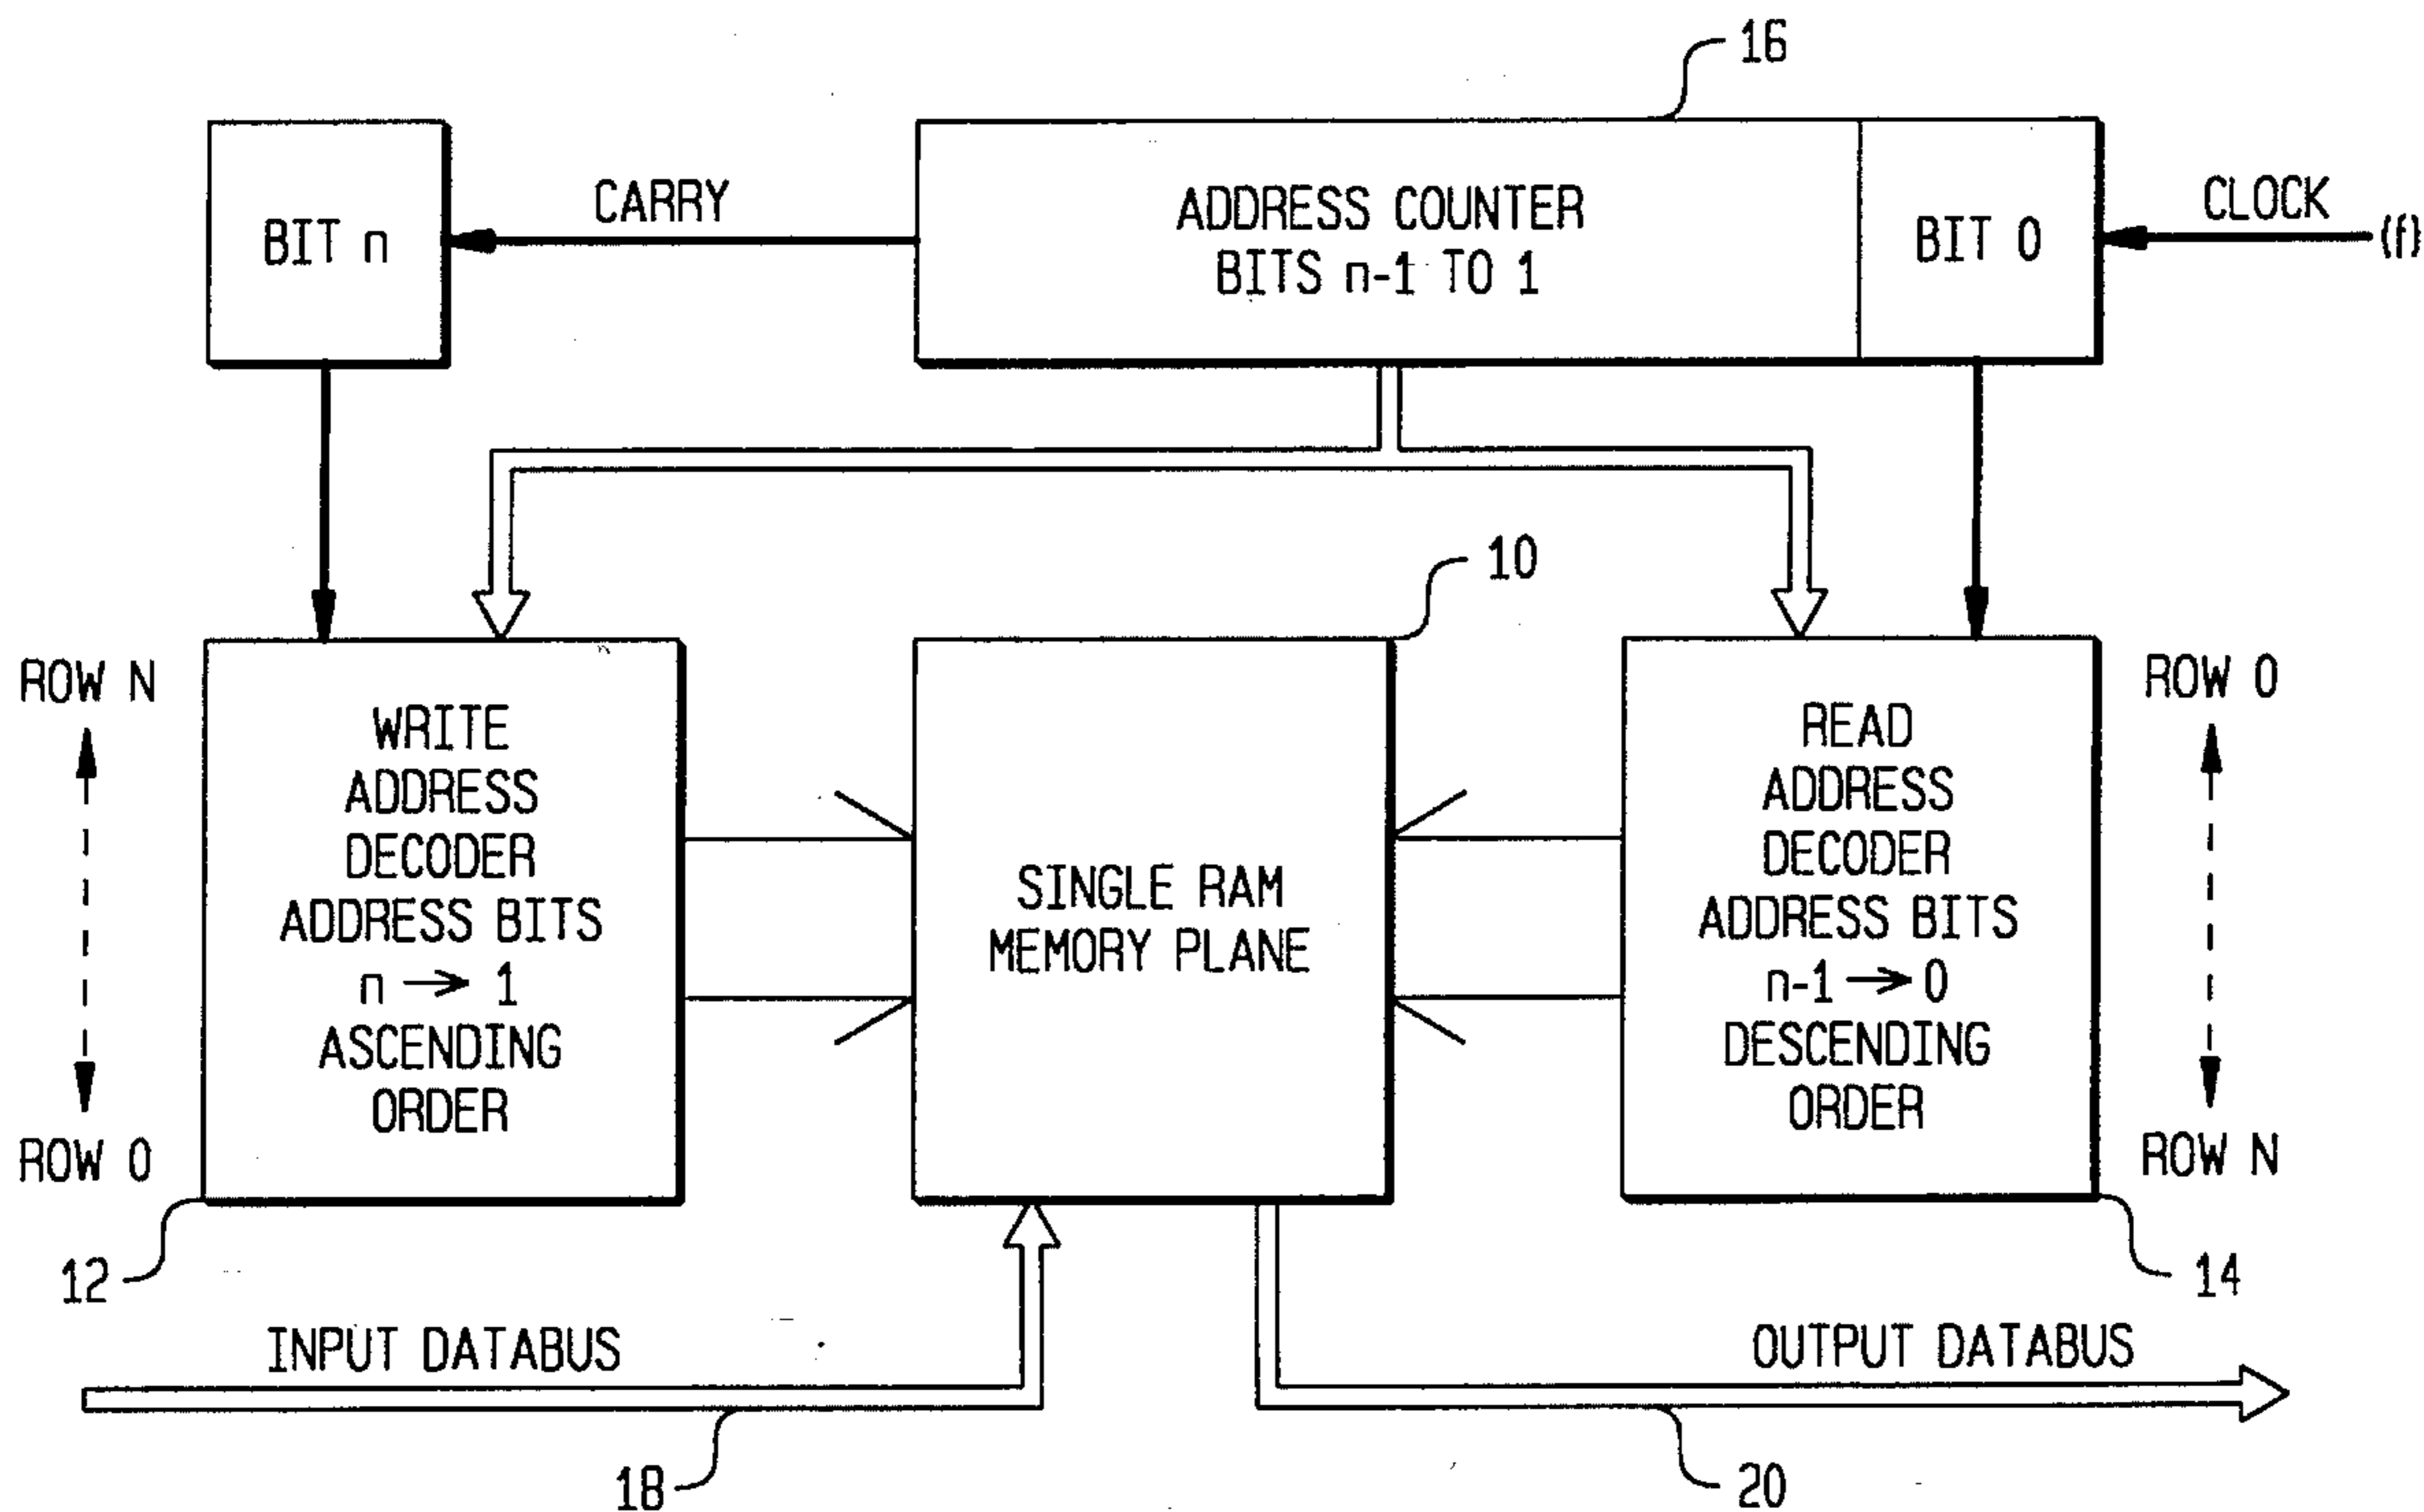 16
BIT n
CARRY
ADDRESS COUNTER
BITS n-1 TO 1
BIT 0
CLOCK
(f)
10
ROW N
ROW 0
WRITE
ADDRESS
DECODER
ADDRESS BITS
n → 1
ASCENDING
ORDER
SINGLE RAM
MEMORY PLANE
READ
ADDRESS
DECODER
ADDRESS BITS
n-1 → 0
DESCENDING
ORDER
ROW 0
ROW N
12
14
INPUT DATABUS
OUTPUT DATABUS
18
20